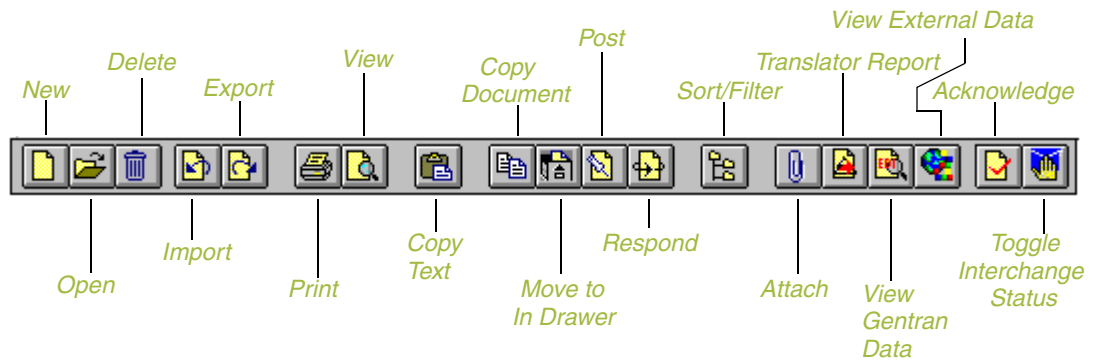 View External Data
Post
Delete
View
Copy
Document
Translator Report
New
Export
Sort/Filter
Acknowledge
Import
Copy
Text
Respond
Toggle
Interchange
Status
Open
Print
Move to
In Drawer
Attach
View
Gentran
Data